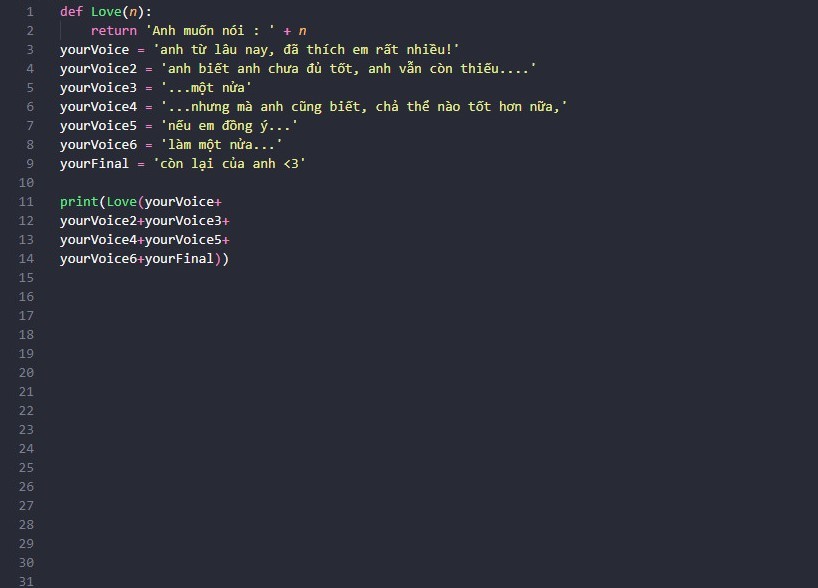 1 def Love(n):
2 return 'Anh muốn nói : ' + n
3 yourVoice = 'anh từ lâu nay, đã thích em rất nhiều!'
4 yourVoice2 = 'anh biết anh chưa đủ tốt, anh vẫn còn thiếu....'
5 yourVoice3 = '...một nửa'
6 yourVoice4 = '...nhưng mà anh cũng biết, chả thể nào tốt hơn nữa,'
7 yourVoice5 = 'nếu em đồng ý...'
8 yourVoice6 = 'làm một nửa...'
9 yourFinal = 'còn lại của anh <3'
10
11 print(Love(yourVoice+
12 yourVoice2+yourVoice3+
13 yourVoice4+yourVoice5+
14 yourVoice6+yourFinal))
15
16
17
18
19
20
21
22
23
24
25
26
27
28
29
30
31